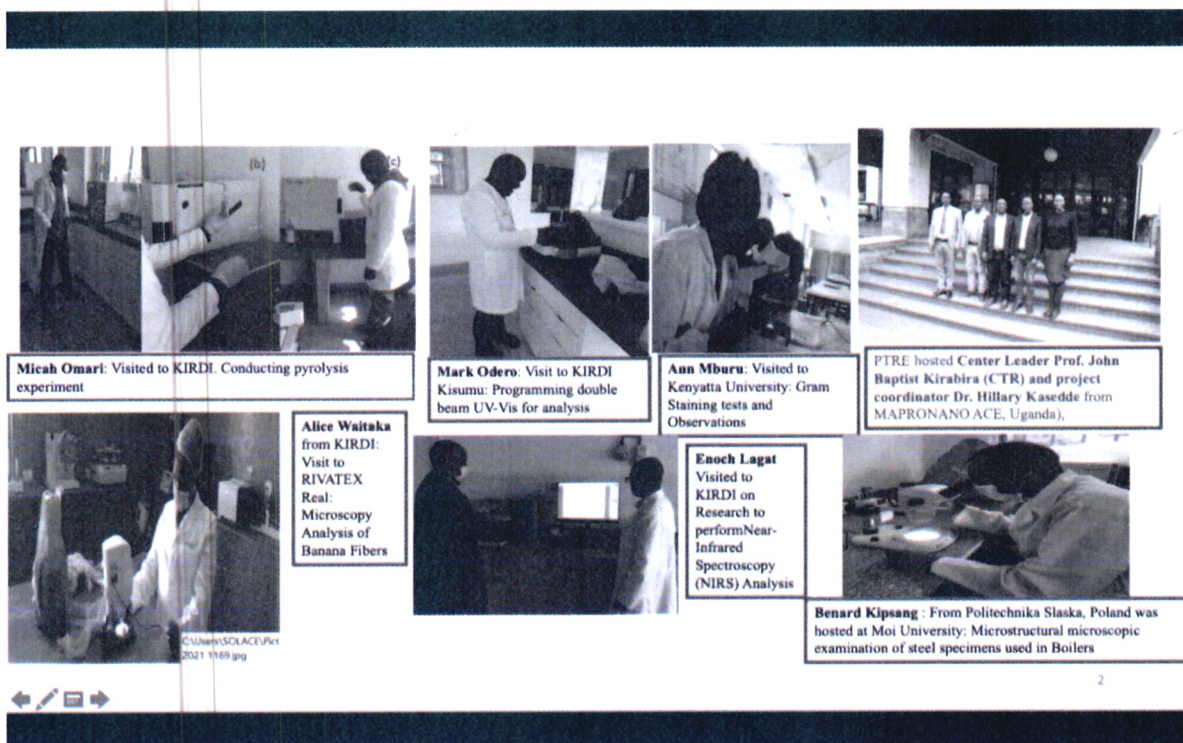 (b)
(c)
Micah Omari: Visited to KIRDI. Conducting pyrolysis
experiment
Mark Odero: Visit to KIRDI
Kisumu: Programming double
beam UV-Vis for analysis
Ann Mburu: Visited to
Kenyatta University: Gram
Staining tests and
Observations
PTRE hosted Center Leader Prof. John
Baptist Kirabira (CTR) and project
coordinator Dr. Hillary Kasedde from
MAPRONANO ACE, Uganda),
Alice Waitaka
from KIRDI:
Visit to
RIVATEX
Real:
Microscopy
Analysis of
Banana Fibers
Enoch Lagat
Visited to
KIRDI on
Research to
performNear-
Infrared
Spectroscopy
(NIRS) Analysis
Benard Kipsang : From Politechnika Slaska, Poland was
hosted at Moi University: Microstructural microscopic
examination of steel specimens used in Boilers
C:\Users\SOLACE\Pict
2021 1169.jpg
2